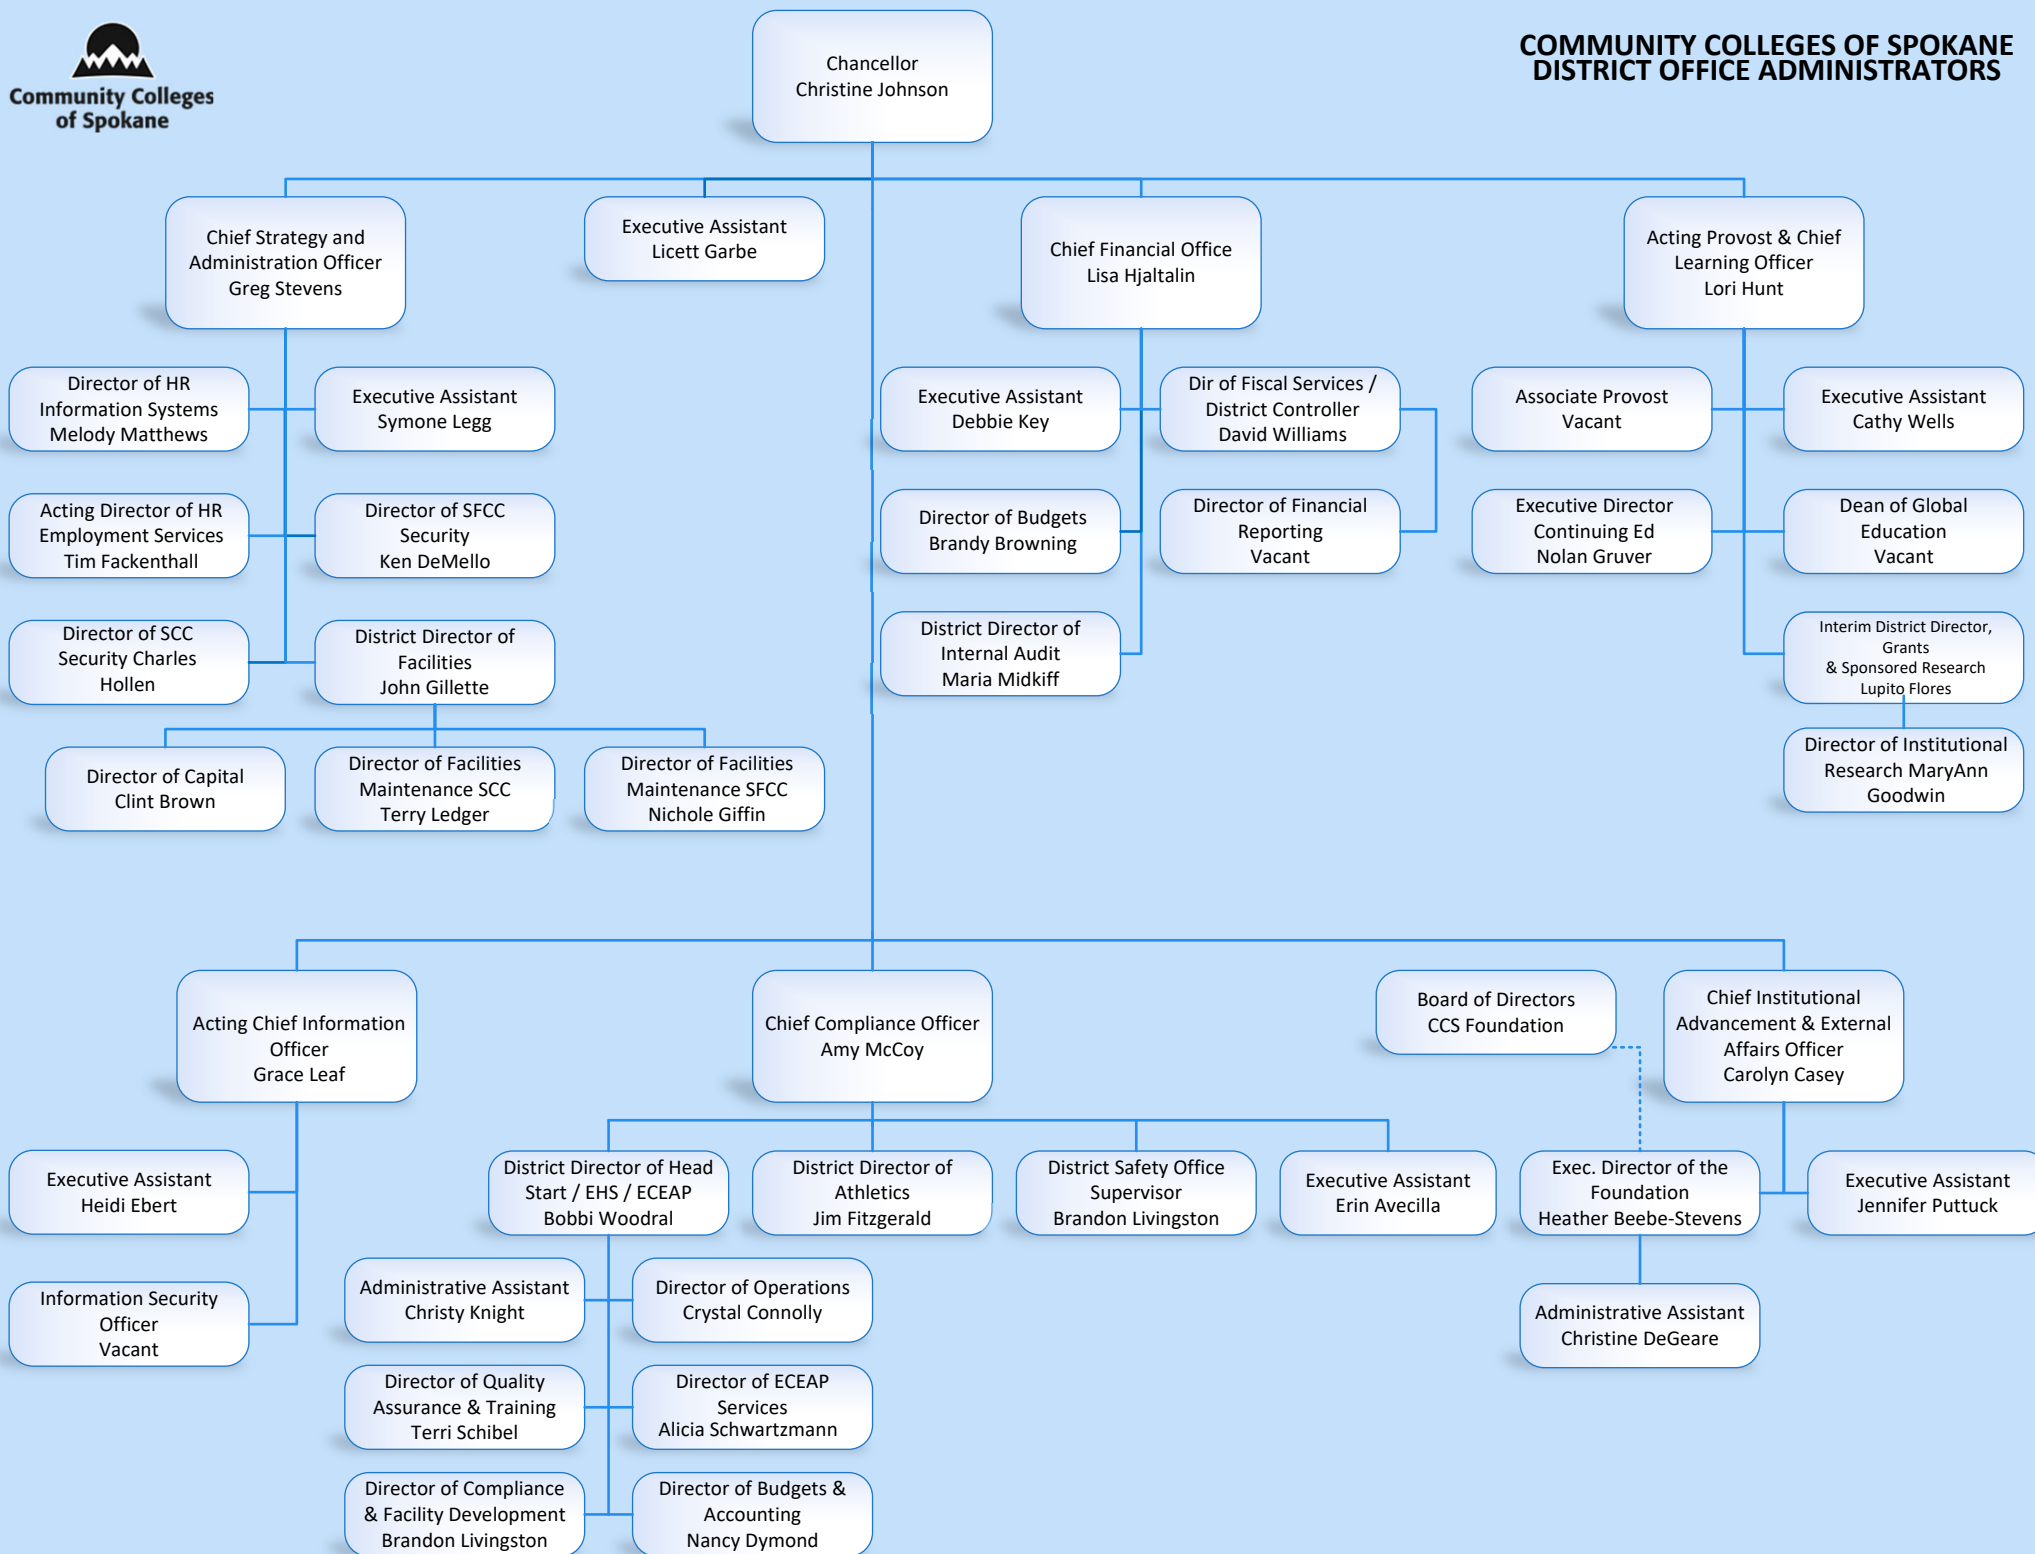 Community Colleges
of Spokane
COMMUNITY COLLEGES OF SPOKANE
DISTRICT OFFICE ADMINISTRATORS
Chancellor
Christine Johnson
Chief Strategy and
Administration Officer
Greg Stevens
Executive Assistant
Licett Garbe
Chief Financial Office
Lisa Hjaltalin
Acting Provost & Chief
Learning Officer
Lori Hunt
Director of HR
Information Systems
Melody Matthews
Executive Assistant
Symone Legg
Executive Assistant
Debbie Key
Dir of Fiscal Services /
District Controller
David Williams
Associate Provost
Vacant
Executive Assistant
Cathy Wells
Acting Director of HR
Employment Services
Tim Fackenthall
Director of SFCC
Security
Ken DeMello
Director of Budgets
Brandy Browning
Director of Financial
Reporting
Vacant
Executive Director
Continuing Ed
Nolan Gruver
Dean of Global
Education
Vacant
Director of SCC
Security Charles
Hollen
District Director of
Facilities
John Gillette
District Director of
Internal Audit
Maria Midkiff
Interim District Director,
Grants
& Sponsored Research
Lupito Flores
Director of Capital
Clint Brown
Director of Facilities
Maintenance SCC
Terry Ledger
Director of Facilities
Maintenance SFCC
Nichole Giffin
Director of Institutional
Research MaryAnn
Goodwin
Acting Chief Information
Officer
Grace Leaf
Chief Compliance Officer
Amy McCoy
Board of Directors
CCS Foundation
Chief Institutional
Advancement & External
Affairs Officer
Carolyn Casey
Executive Assistant
Heidi Ebert
District Director of Head
Start / EHS / ECEAP
Bobbi Woodral
District Director of
Athletics
Jim Fitzgerald
District Safety Office
Supervisor
Brandon Livingston
Executive Assistant
Erin Avecilla
Exec. Director of the
Foundation
Heather Beebe-Stevens
Executive Assistant
Jennifer Puttuck
Information Security
Officer
Vacant
Administrative Assistant
Christy Knight
Director of Operations
Crystal Connolly
Administrative Assistant
Christine DeGeare
Director of Quality
Assurance & Training
Terri Schibel
Director of ECEAP
Services
Alicia Schwartzmann
Director of Compliance
& Facility Development
Brandon Livingston
Director of Budgets &
Accounting
Nancy Dymond